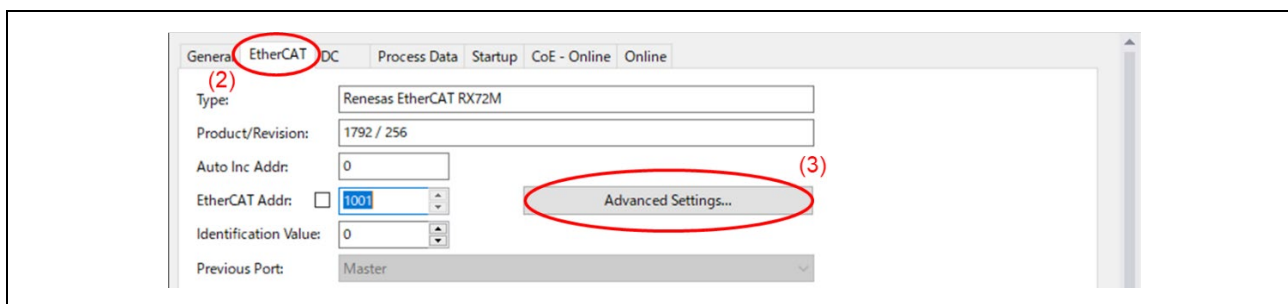 General EtherCAT DC Process Data Startup CoE - Online Online
(2)
Type: Renesas EtherCAT RX72M
Product/Revision: 1792 / 256
Auto Inc Addr: 0
(3)
EtherCAT Addr: 1001 Advanced Settings...
Identification Value: 0
Previous Port: Master